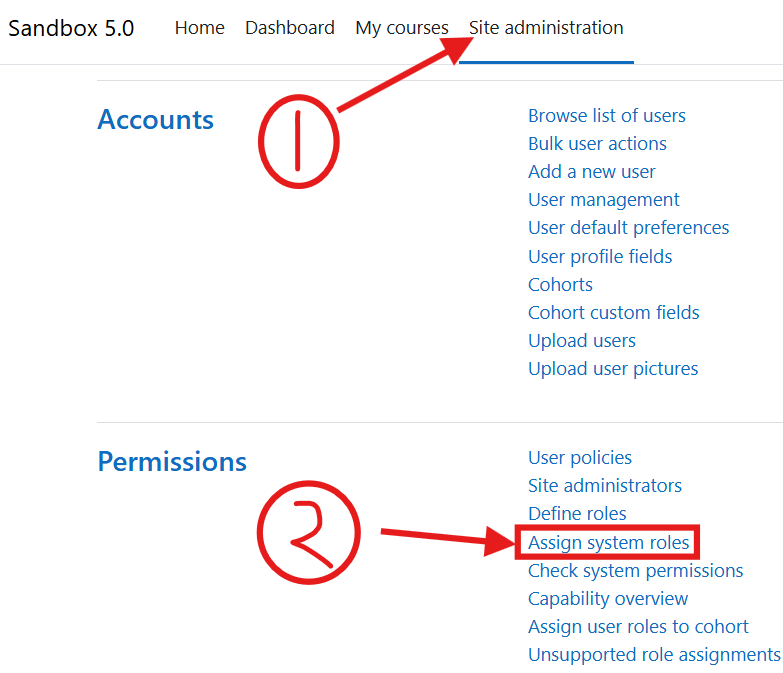 Sandbox 5.0 Home Dashboard My courses Site administration
1
Accounts
Browse list of users
Bulk user actions
Add a new user
User management
User default preferences
User profile fields
Cohorts
Cohort custom fields
Upload users
Upload user pictures
Permissions
2
User policies
Site administrators
Define roles
Assign system roles
Check system permissions
Capability overview
Assign user roles to cohort
Unsupported role assignments